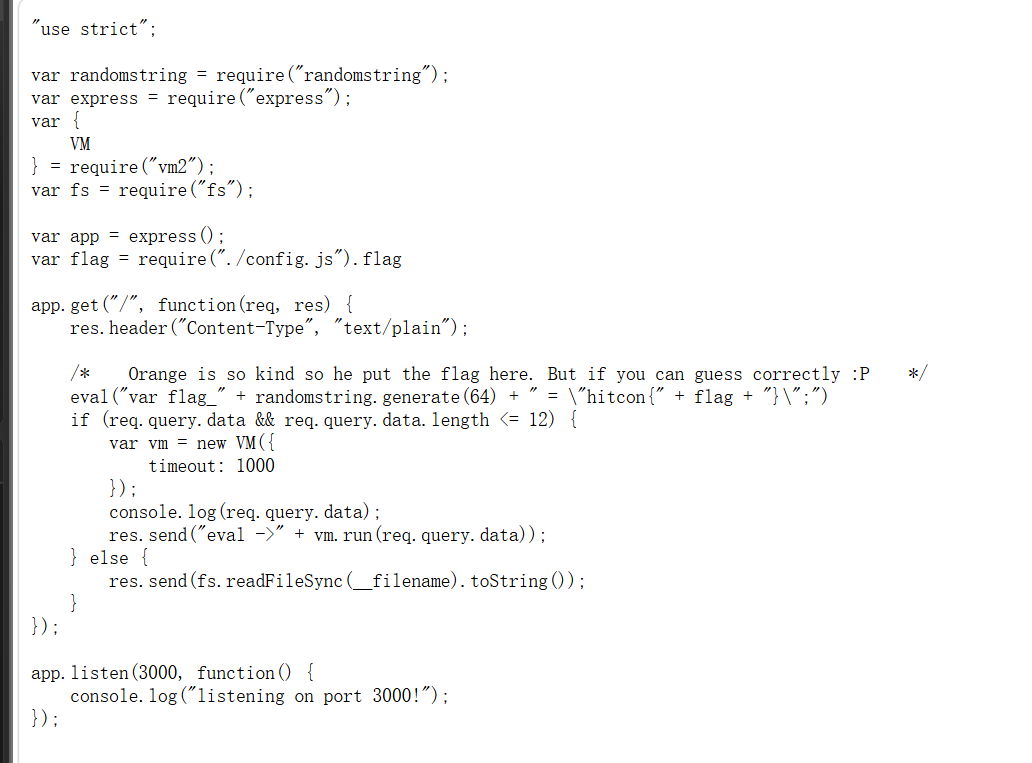 "use strict";
var randomstring = require("randomstring");
var express = require("express");
var {
    VM
} = require("vm2");
var fs = require("fs");
var app = express();
var flag = require("./config.js").flag
app.get("/", function(req, res) {
    res.header("Content-Type", "text/plain");
    /*    Orange is so kind so he put the flag here. But if you can guess correctly :P    */
    eval("var flag_" + randomstring.generate(64) + " = \"hitcon{" + flag + "}\";")
    if (req.query.data && req.query.data.length <= 12) {
        var vm = new VM({
            timeout: 1000
        });
        console.log(req.query.data);
        res.send("eval ->" + vm.run(req.query.data));
    } else {
        res.send(fs.readFileSync(__filename).toString());
    }
});
app.listen(3000, function() {
    console.log("listening on port 3000!");
});